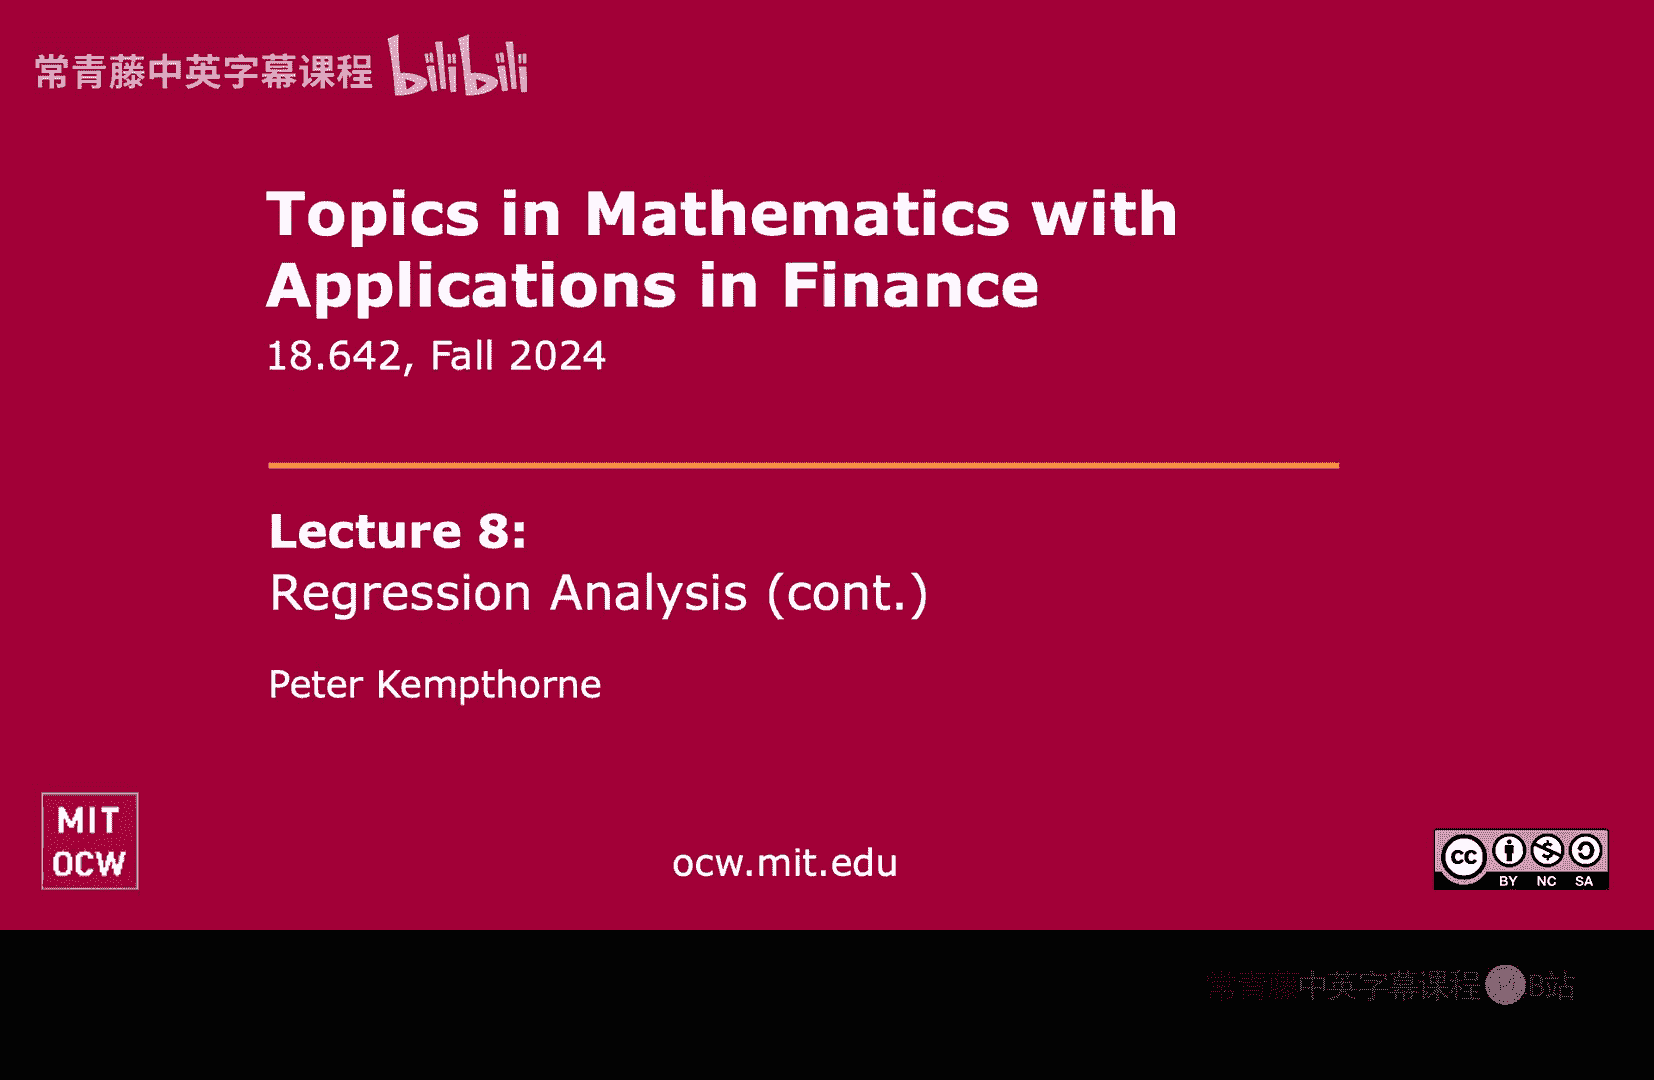 常青藤中英字幕课程 bilibili
Topics in Mathematics with
Applications in Finance
18.642, Fall 2024
Lecture 8:
Regression Analysis (cont.)
Peter Kempthorne
MIT
OCW
ocw.mit.edu
cc
BY NC SA
常青藤中英字幕课程 B站